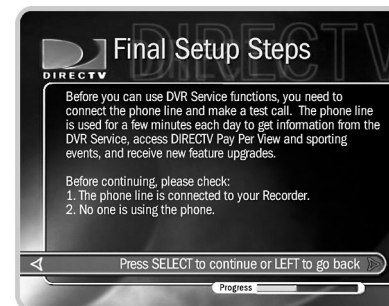 DIRECTV
Final Setup Steps
DIRECTV
Before you can use DVR Service functions, you need to
connect the phone line and make a test call. The phone line
is used for a few minutes each day to get information from the
DVR Service, access DIRECTV Pay Per View and sporting
events, and receive new feature upgrades.
Before continuing, please check:
1. The phone line is connected to your Recorder.
2. No one is using the phone.
Press SELECT to continue or LEFT to go back
Progress